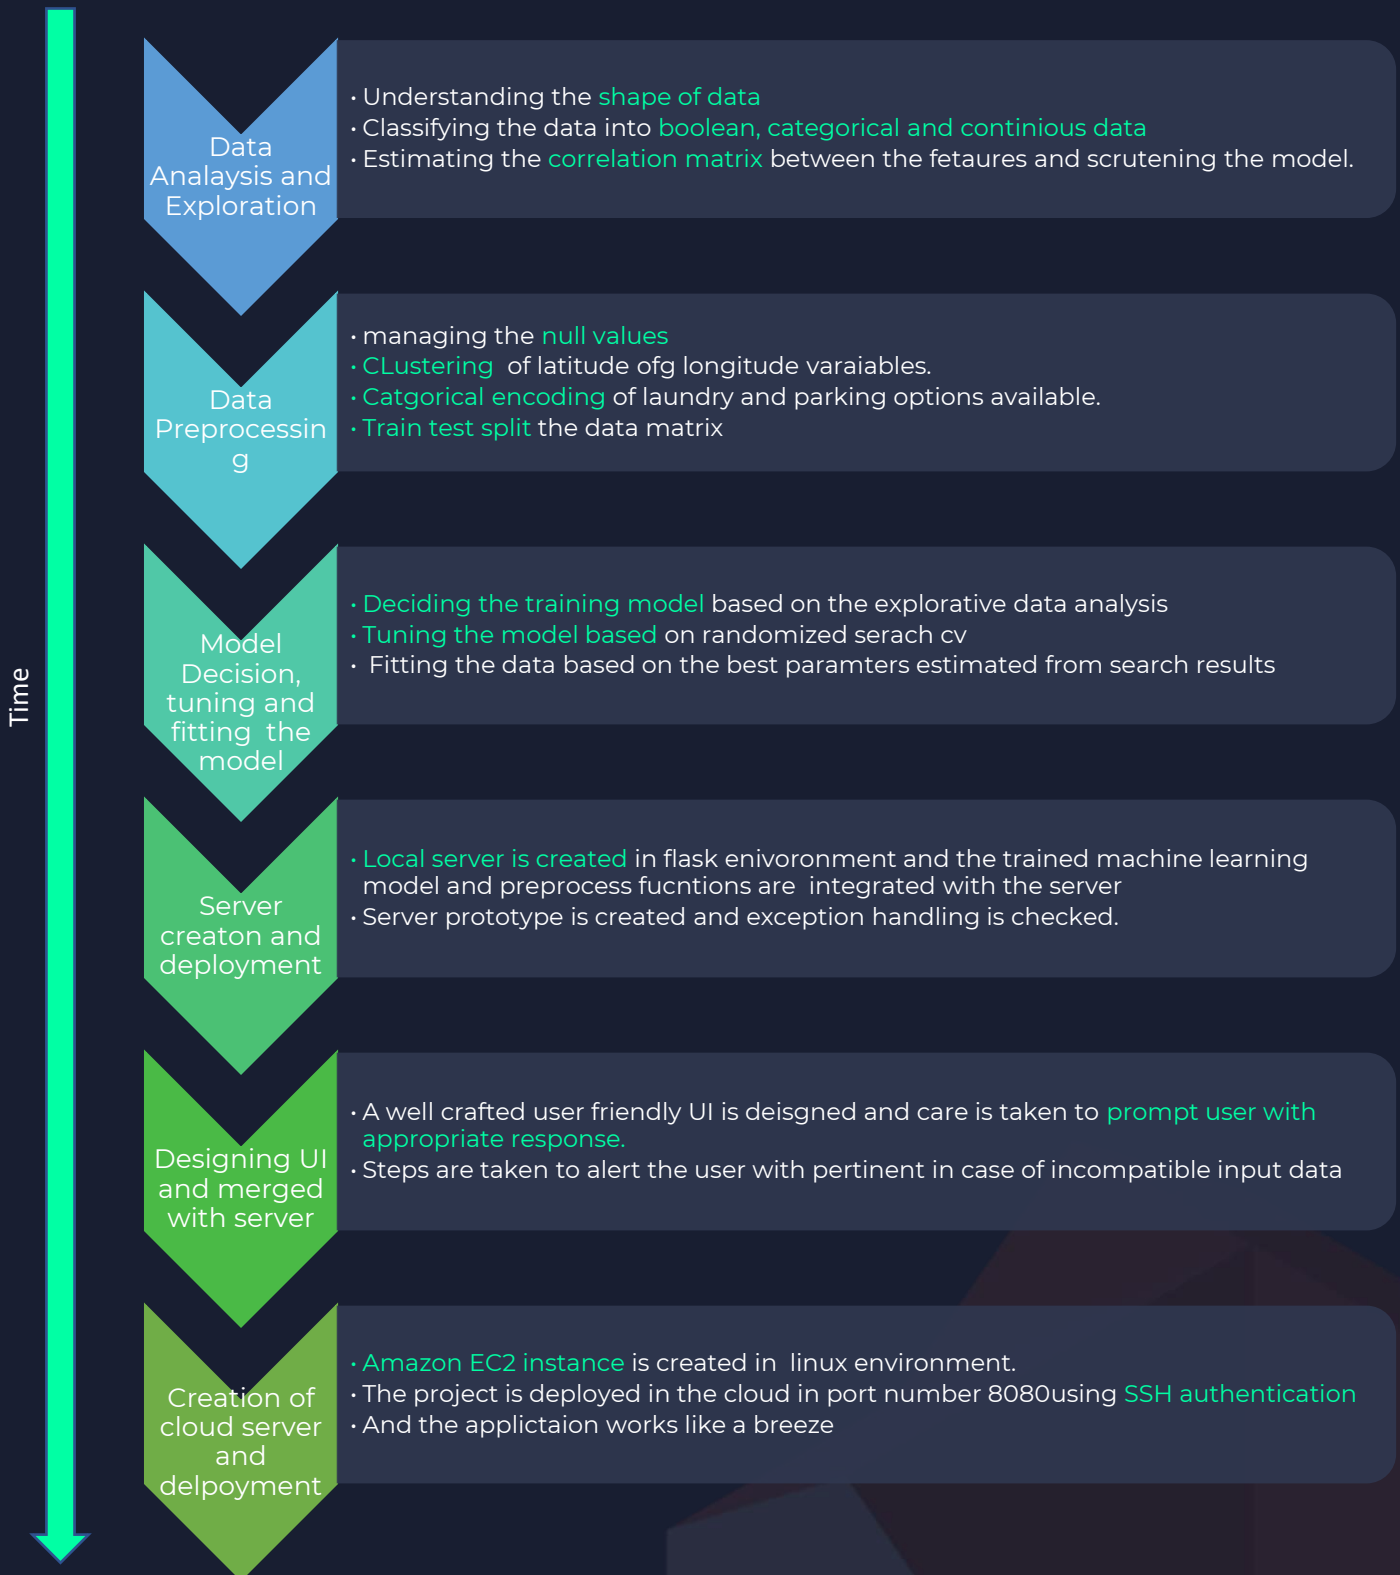 Time
Data
Analaysis and
Exploration
• Understanding the shape of data
• Classifying the data into boolean, categorical and continious data
• Estimating the correlation matrix between the fetaures and scrutening the model.
Data
Preprocessin
g
• managing the null values
• CLustering  of latitude ofg longitude varaiables.
• Catgorical encoding of laundry and parking options available.
• Train test split the data matrix
Model
Decision,
tuning and
fitting  the
model
• Deciding the training model based on the explorative data analysis
• Tuning the model based on randomized serach cv
•  Fitting the data based on the best paramters estimated from search results
Server
creaton and
deployment
• Local server is created in flask enivoronment and the trained machine learning
model and preprocess fucntions are  integrated with the server
• Server prototype is created and exception handling is checked.
Designing UI
and merged
with server
• A well crafted user friendly UI is deisgned and care is taken to prompt user with
appropriate response.
• Steps are taken to alert the user with pertinent in case of incompatible input data
Creation of
cloud server
and
delpoyment
• Amazon EC2 instance is created in  linux environment.
• The project is deployed in the cloud in port number 8080using SSH authentication
• And the applictaion works like a breeze